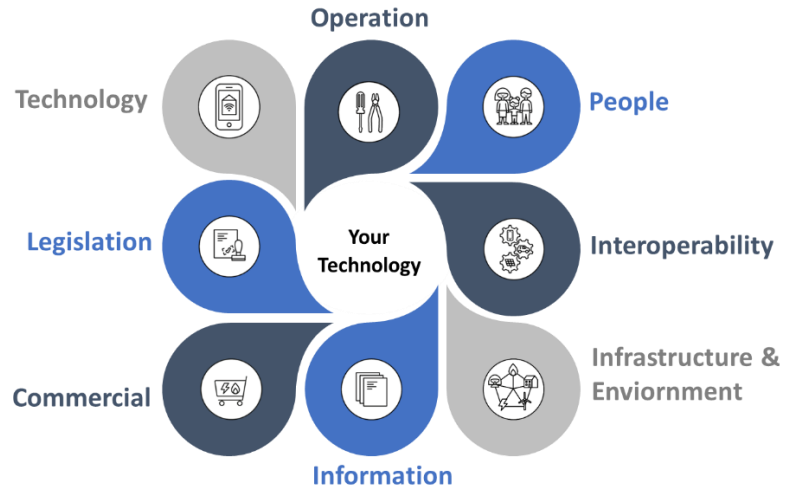 Operation
Technology
People
Legislation
Your
Technology
Interoperability
Commercial
Infrastructure &
Enviornment
Information